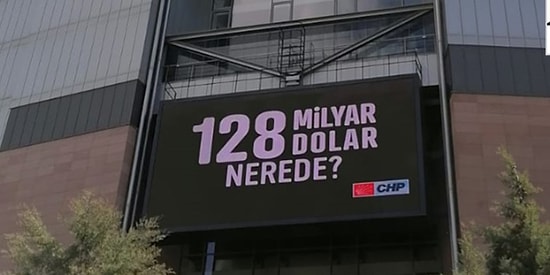 128 MİLYAR
DOLAR
NEREDE?
CHP